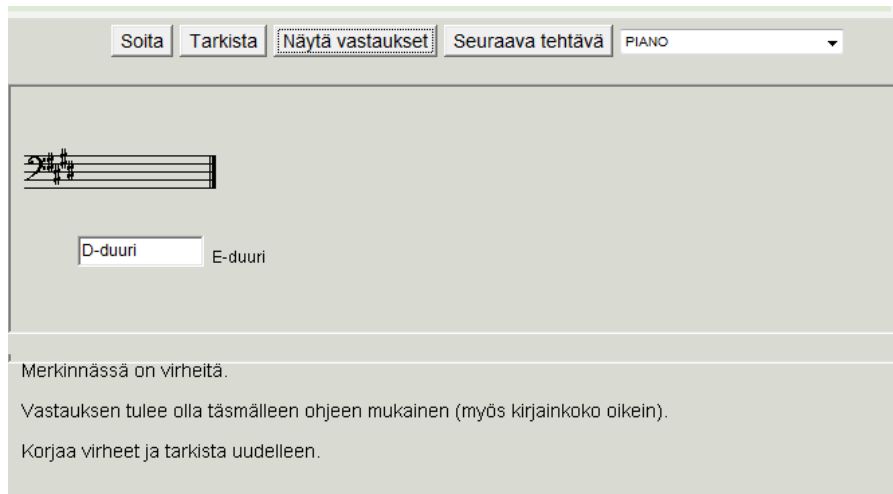 Soita Tarkista Näytä vastaukset Seuraava tehtävä PIANO
D-duuri E-duuri
Merkinnässä on virheitä.
Vastauksen tulee olla täsmälleen ohjeen mukainen (myös kirjainkoko oikein).
Korjaa virheet ja tarkista uudelleen.